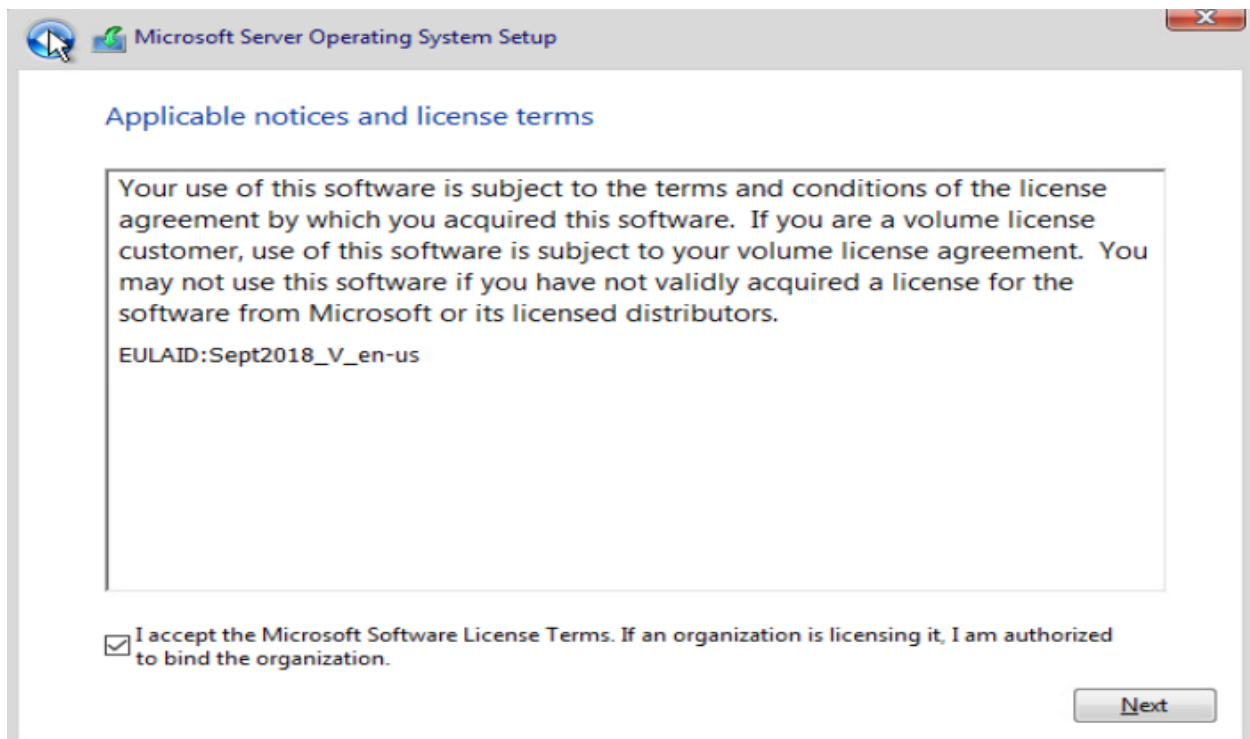 Microsoft Server Operating System Setup
Applicable notices and license terms
Your use of this software is subject to the terms and conditions of the license
agreement by which you acquired this software.  If you are a volume license
customer, use of this software is subject to your volume license agreement.  You
may not use this software if you have not validly acquired a license for the
software from Microsoft or its licensed distributors.
EULAID:Sept2018_V_en-us
I accept the Microsoft Software License Terms. If an organization is licensing it, I am authorized
to bind the organization.
Next